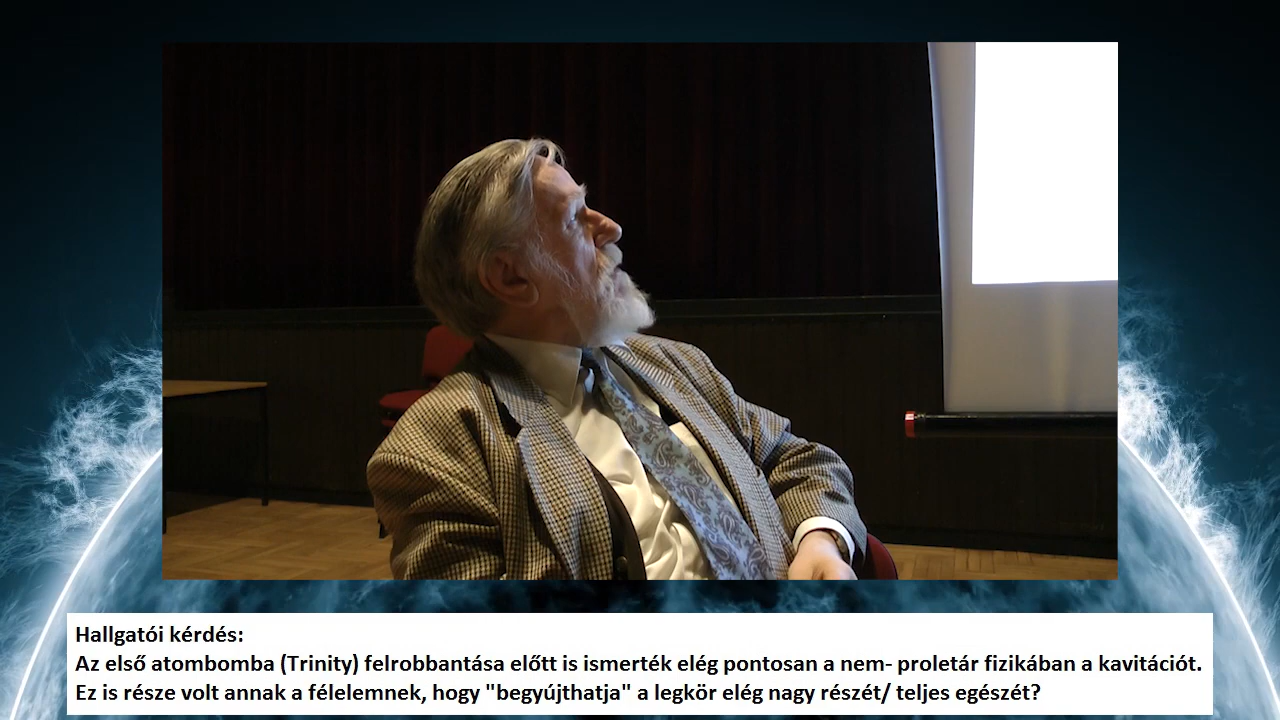 Hallgatói kérdés:
Az első atombomba (Trinity) felrobbantása előtt is ismerték elég pontosan a nem- proletár fizikában a kavitációt.
Ez is része volt annak a félelemnek, hogy "begyújthatja" a legkör elég nagy részét/ teljes egészét?